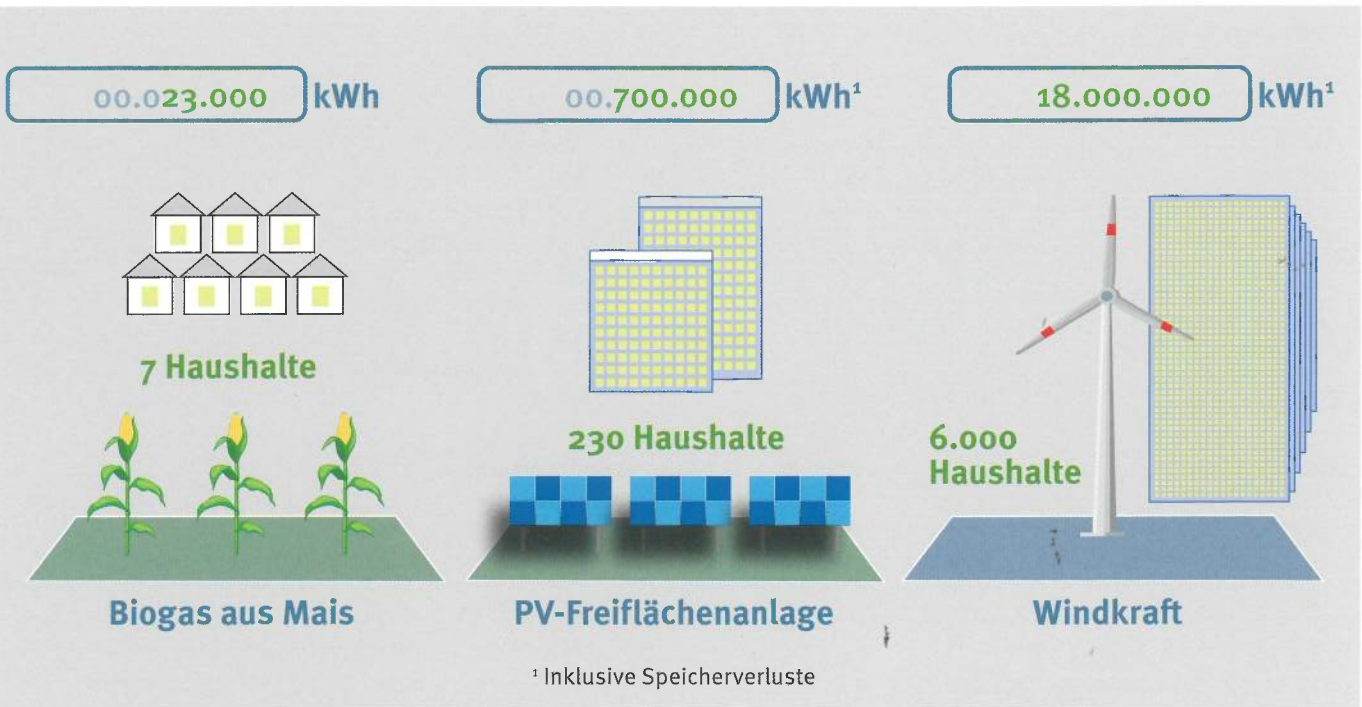 00.023.000 kWh
00.700.000 kWh¹
18.000.000 kWh¹
7 Haushalte
230 Haushalte
6.000
Haushalte
Biogas aus Mais
PV-Freiflächenanlage
Windkraft
¹ Inklusive Speicherverluste